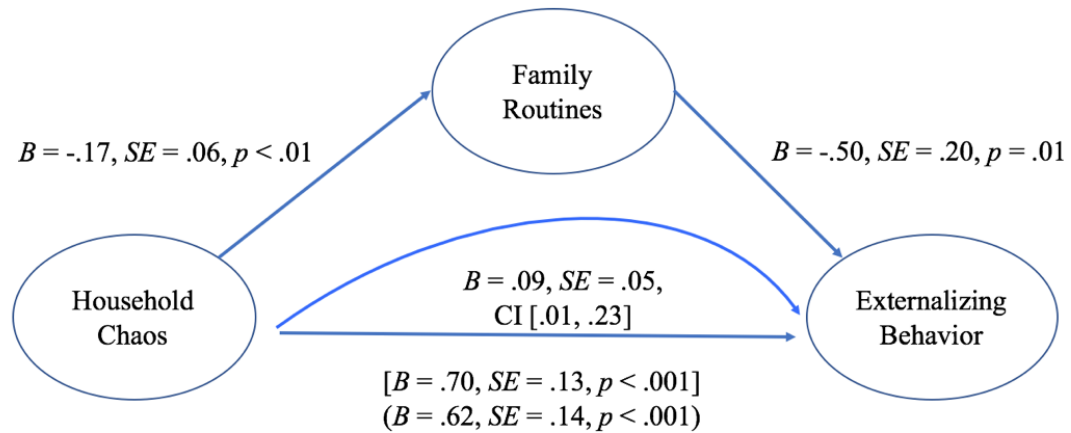 Family
Routines
B = -.17, SE = .06, p < .01
B = -.50, SE = .20, p = .01
Household
Chaos
B = .09, SE = .05,
CI [.01, .23]
Externalizing
Behavior
[B = .70, SE = .13, p < .001]
(B = .62, SE = .14, p < .001)